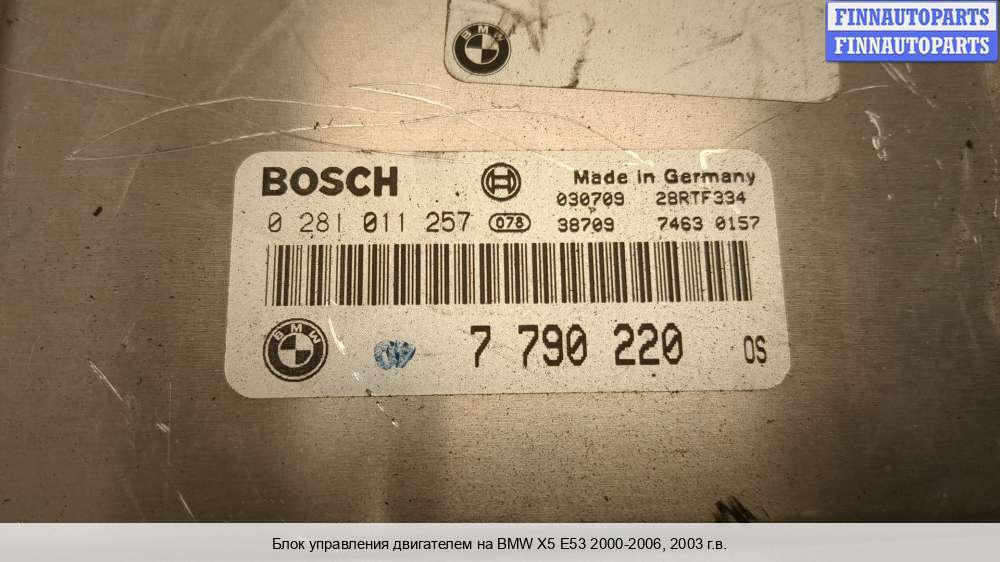 FINNAUTOPARTS
FINNAUTOPARTS
BMW
BOSCH
Made in Germany
030709 28RTF334
0 281 011 257 078 38709 7463 0157
BMW
7 790 220 OS
Блок управления двигателем на BMW X5 E53 2000-2006, 2003 г.в.